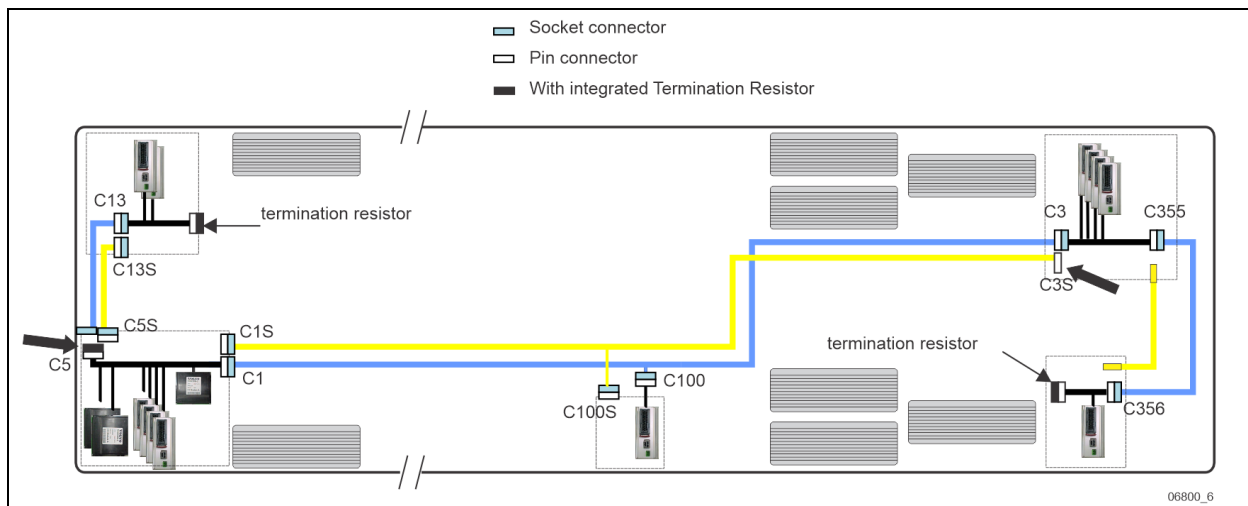 Socket connector
Pin connector
With integrated Termination Resistor
C13
termination resistor
C3
C355
C13S
C3S
C5S
C1S
C5
C1
C100
termination resistor
C100S
C356
06800_6